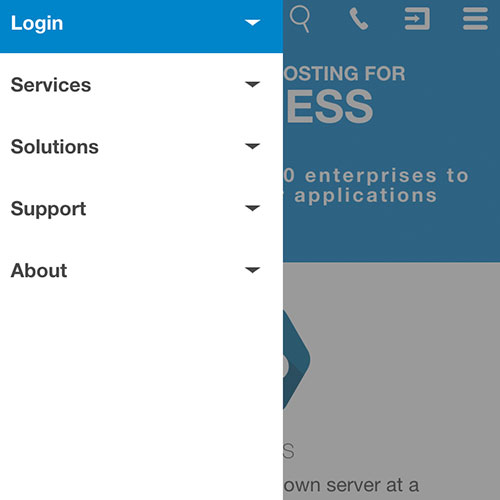 Login
Services
Solutions
Support
About
OSTING FOR
ESS
0 enterprises to
applications
S
own server at a